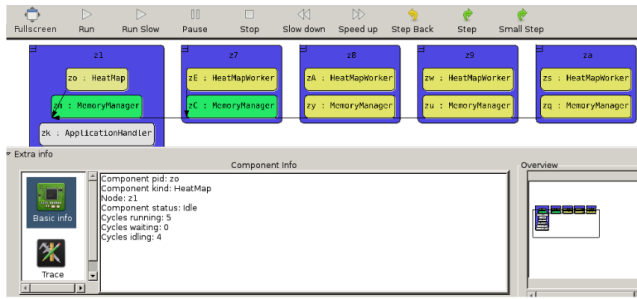 Fullscreen Run Run Slow Pause Stop Slow down Speed up Step Back Step Small Step
z1 z7 z8 z9 za
zo : HeatMap zE : HeatMapWorker zA : HeatMapWorker zw : HeatMapWorker zs : HeatMapWorker
zm : MemoryManager zC : MemoryManager zy : MemoryManager zu : MemoryManager zq : MemoryManager
zk : ApplicationHandler
Extra info
Component Info
Overview
Basic info
Trace
Component pid: zo
Component kind: HeatMap
Node: z1
Component status: Idle
Cycles running: 5
Cycles waiting: 0
Cycles idling: 4